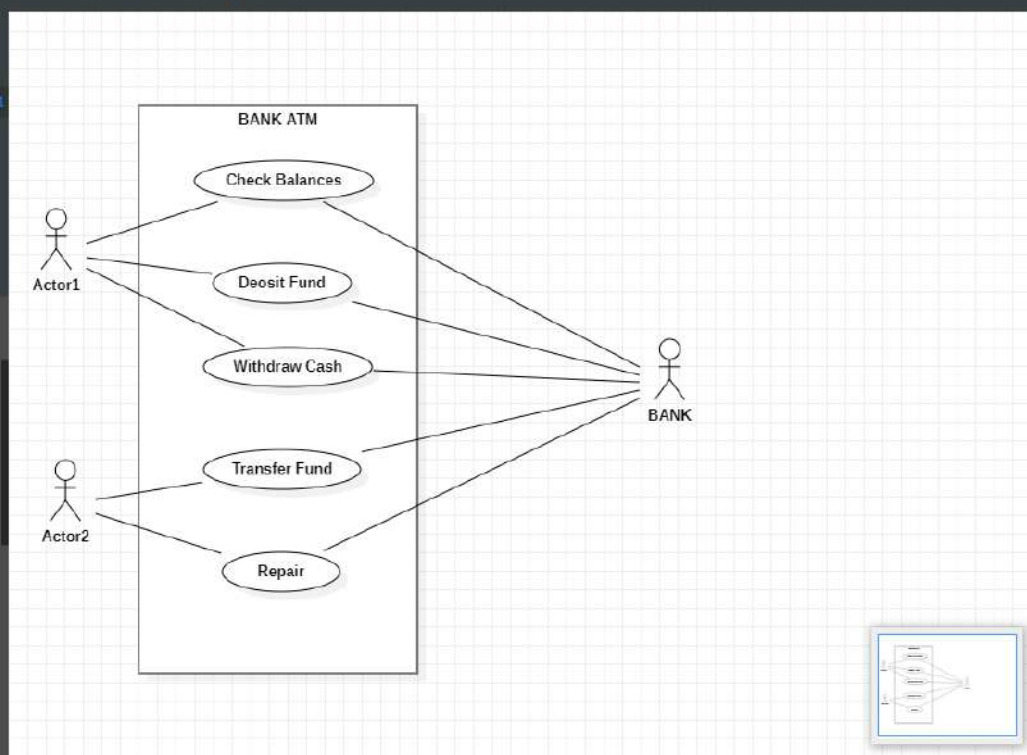 BANK ATM
Check Balances
Actor1
Deosit Fund
Withdraw Cash
BANK
Transfer Fund
Actor2
Repair